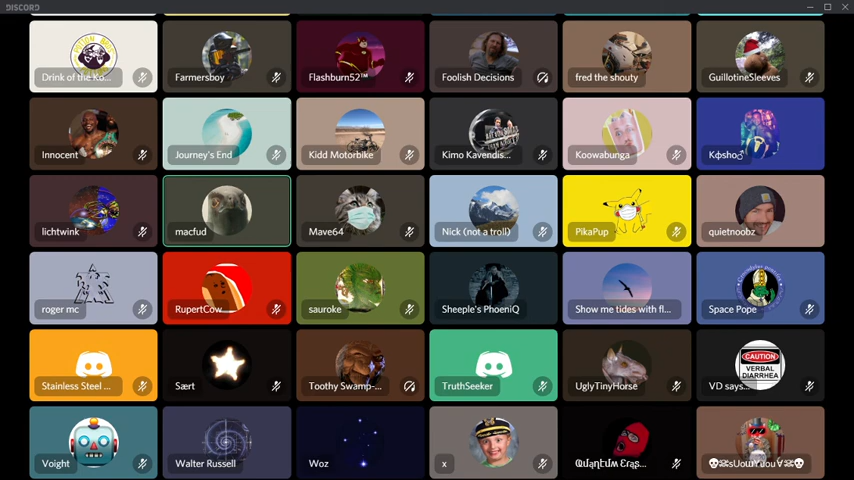 DISCORD
Drink of the Ko...
Farmersboy
Flashburn52™
Foolish Decisions
fred the shouty
GuillotineSleeves
Innocent
Journey's End
Kidd Motorbike
Kimo Kavendis...
Koowabunga
Kφsho♂
lichtwink
macfud
Mave64
Nick (not a troll)
PikaPup
quietnoobz
roger mc
RupertCow
sauroke
Sheeple's PhoeniQ
Show me tides with fl...
Space Pope
Stainless Steel ...
Sært
Toothy Swamp-...
TruthSeeker
UglyTinyHorse
CAUTION
VERBAL
DIARRHEA
VD says...
Voight
Walter Russell
Woz
x